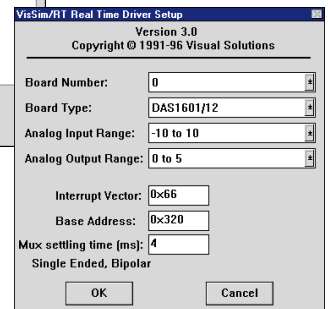 VisSim/RT Real Time Driver Setup
Version 3.0
Copyright © 1991-96 Visual Solutions
Board Number: 0
Board Type: DAS1601/12
Analog Input Range: -10 to 10
Analog Output Range: 0 to 5
Interrupt Vector: 0x66
Base Address: 0x320
Mux settling time (ms): 4
Single Ended, Bipolar
OK Cancel